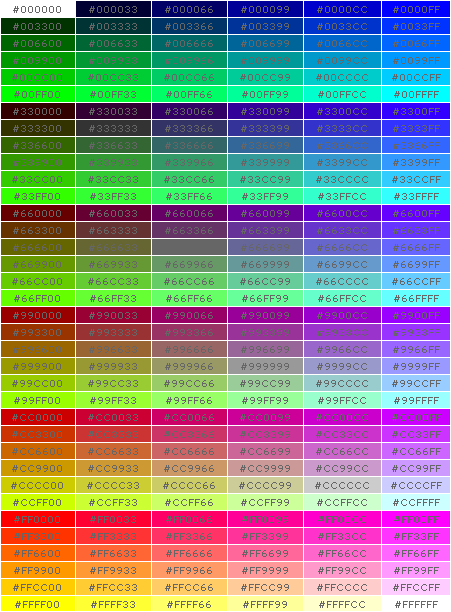 #000000 #000033 #000066 #000099 #0000CC #0000FF
#003300 #003333 #003366 #003399 #0033CC #0033FF
#006600 #006633 #006666 #006699 #0066CC #0066FF
#009900 #009933 #009966 #009999 #0099CC #0099FF
#00CC00 #00CC33 #00CC66 #00CC99 #00CCCC #00CCFF
#00FF00 #00FF33 #00FF66 #00FF99 #00FFCC #00FFFF
#330000 #330033 #330066 #330099 #3300CC #3300FF
#333300 #333333 #333366 #333399 #3333CC #3333FF
#336600 #336633 #336666 #336699 #3366CC #3366FF
#339900 #339933 #339966 #339999 #3399CC #3399FF
#33CC00 #33CC33 #33CC66 #33CC99 #33CCCC #33CCFF
#33FF00 #33FF33 #33FF66 #33FF99 #33FFCC #33FFFF
#660000 #660033 #660066 #660099 #6600CC #6600FF
#663300 #663333 #663366 #663399 #6633CC #6633FF
#666600 #666699 #6666CC #6666FF
#669900 #669933 #669966 #669999 #6699CC #6699FF
#66CC00 #66CC33 #66CC66 #66CC99 #66CCCC #66CCFF
#66FF00 #66FF33 #66FF66 #66FF99 #66FFCC #66FFFF
#990000 #990033 #990066 #990099 #9900CC #9900FF
#993300 #993333 #993366 #993399 #9933CC #9933FF
#996600 #996633 #996666 #996699 #9966CC #9966FF
#999900 #999933 #999966 #999999 #9999CC #9999FF
#99CC00 #99CC33 #99CC66 #99CC99 #99CCCC #99CCFF
#99FF00 #99FF33 #99FF66 #99FF99 #99FFCC #99FFFF
#CC0000 #CC0033 #CC0066 #CC0099 #CC00CC #CC00FF
#CC3300 #CC3333 #CC3366 #CC3399 #CC33CC #CC33FF
#CC6600 #CC6633 #CC6666 #CC6699 #CC66CC #CC66FF
#CC9900 #CC9933 #CC9966 #CC9999 #CC99CC #CC99FF
#CCCC00 #CCCC33 #CCCC66 #CCCC99 #CCCCCC #CCCCFF
#CCFF00 #CCFF33 #CCFF66 #CCFF99 #CCFFCC #CCFFFF
#FF0000 #FF0033 #FF0066 #FF0099 #FF00CC #FF00FF
#FF3300 #FF3333 #FF3366 #FF3399 #FF33CC #FF33FF
#FF6600 #FF6633 #FF6666 #FF6699 #FF66CC #FF66FF
#FF9900 #FF9933 #FF9966 #FF9999 #FF99CC #FF99FF
#FFCC00 #FFCC33 #FFCC66 #FFCC99 #FFCCCC #FFCCFF
#FFFF00 #FFFF33 #FFFF66 #FFFF99 #FFFFCC #FFFFFF